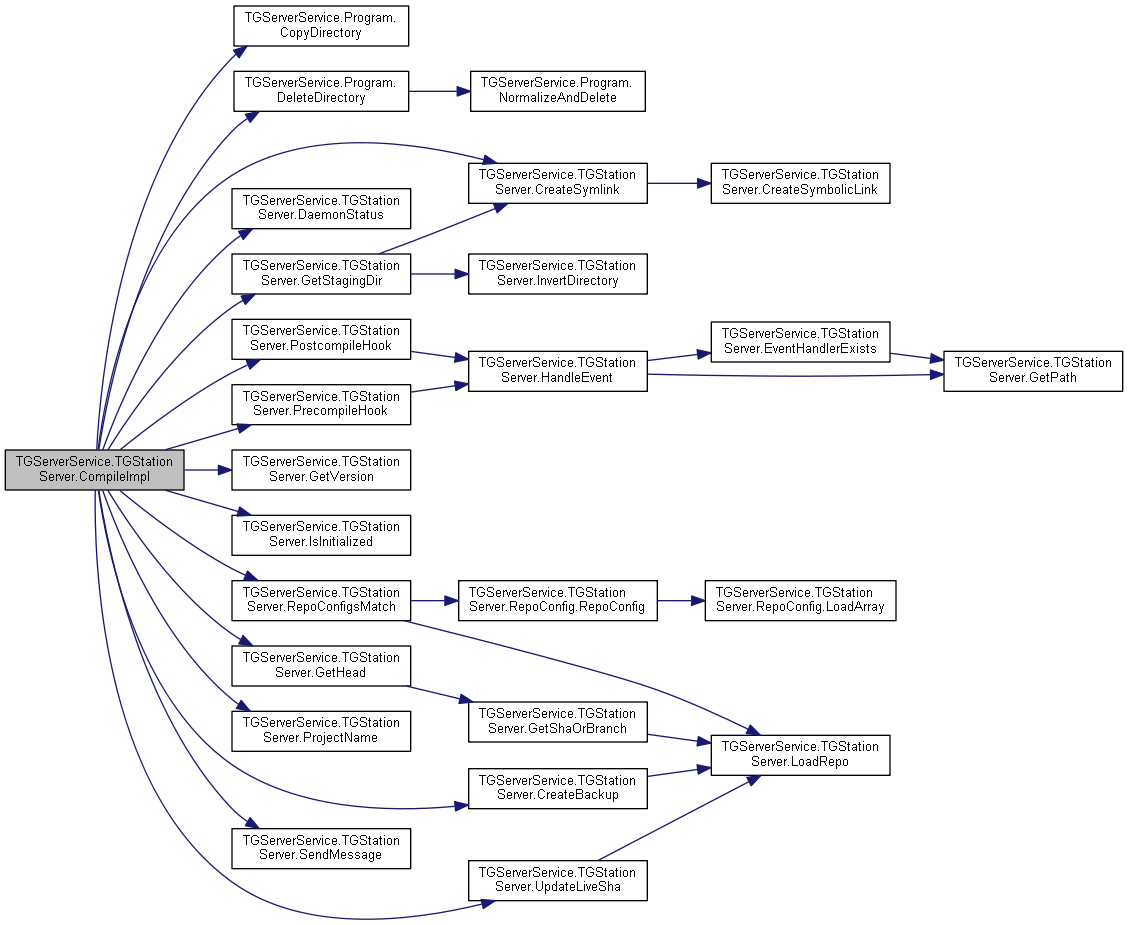 TGServerService.Program.
CopyDirectory
TGServerService.Program.
DeleteDirectory
TGServerService.Program.
NormalizeAndDelete
TGServerService.TGStation
Server.CreateSymlink
TGServerService.TGStation
Server.CreateSymbolicLink
TGServerService.TGStation
Server.DaemonStatus
TGServerService.TGStation
Server.GetStagingDir
TGServerService.TGStation
Server.InvertDirectory
TGServerService.TGStation
Server.PostcompileHook
TGServerService.TGStation
Server.EventHandlerExists
TGServerService.TGStation
Server.HandleEvent
TGServerService.TGStation
Server.GetPath
TGServerService.TGStation
Server.PrecompileHook
TGServerService.TGStation
Server.CompileImpl
TGServerService.TGStation
Server.GetVersion
TGServerService.TGStation
Server.IsInitialized
TGServerService.TGStation
Server.RepoConfigsMatch
TGServerService.TGStation
Server.RepoConfig.RepoConfig
TGServerService.TGStation
Server.RepoConfig.LoadArray
TGServerService.TGStation
Server.GetHead
TGServerService.TGStation
Server.GetShaOrBranch
TGServerService.TGStation
Server.ProjectName
TGServerService.TGStation
Server.LoadRepo
TGServerService.TGStation
Server.CreateBackup
TGServerService.TGStation
Server.SendMessage
TGServerService.TGStation
Server.UpdateLiveSha